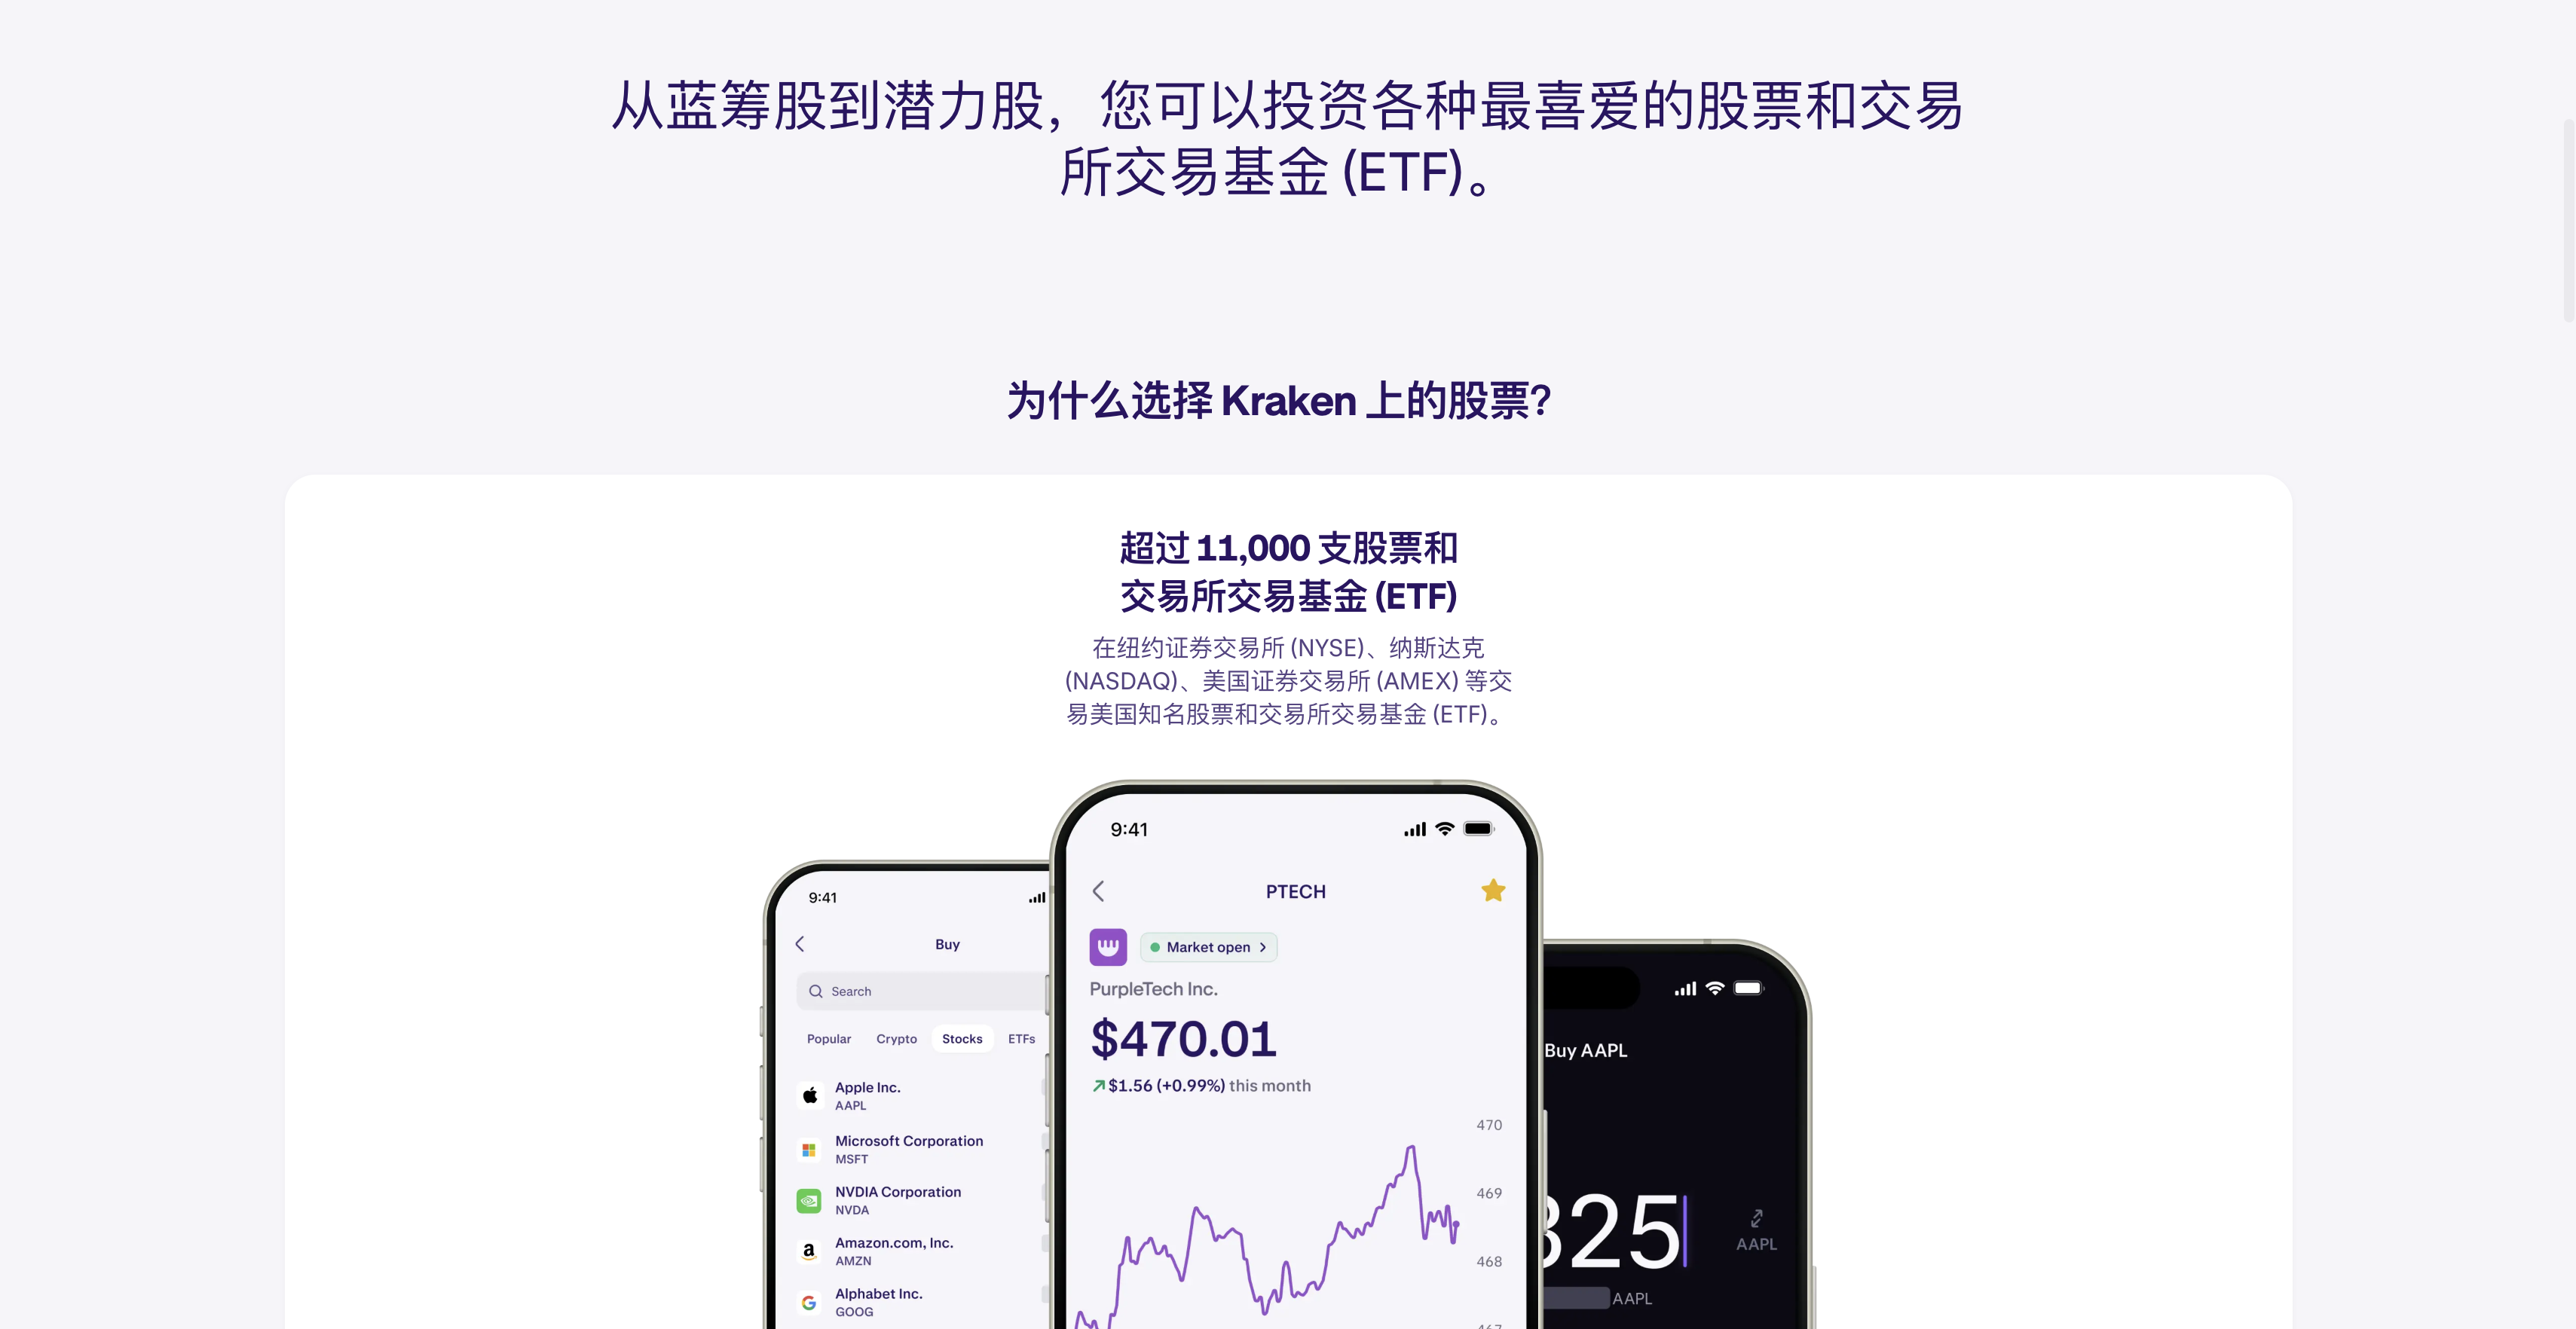 从蓝筹股到潜力股，您可以投资各种最喜爱的股票和交易
所交易基金 (ETF)。
为什么选择 Kraken 上的股票？
超过 11,000 支股票和
交易所交易基金 (ETF)
在纽约证券交易所 (NYSE)、纳斯达克
(NASDAQ)、美国证券交易所 (AMEX) 等交
易美国知名股票和交易所交易基金 (ETF)。
9:41
Buy
Search
Popular Crypto Stocks ETFs
Apple Inc.
AAPL
Microsoft Corporation
MSFT
NVDIA Corporation
NVDA
Amazon.com, Inc.
AMZN
Alphabet Inc.
GOOG
9:41
PTECH
Market open
PurpleTech Inc.
$470.01
$1.56 (+0.99%) this month
470
469
468
Buy AAPL
325
AAPL
AAPL